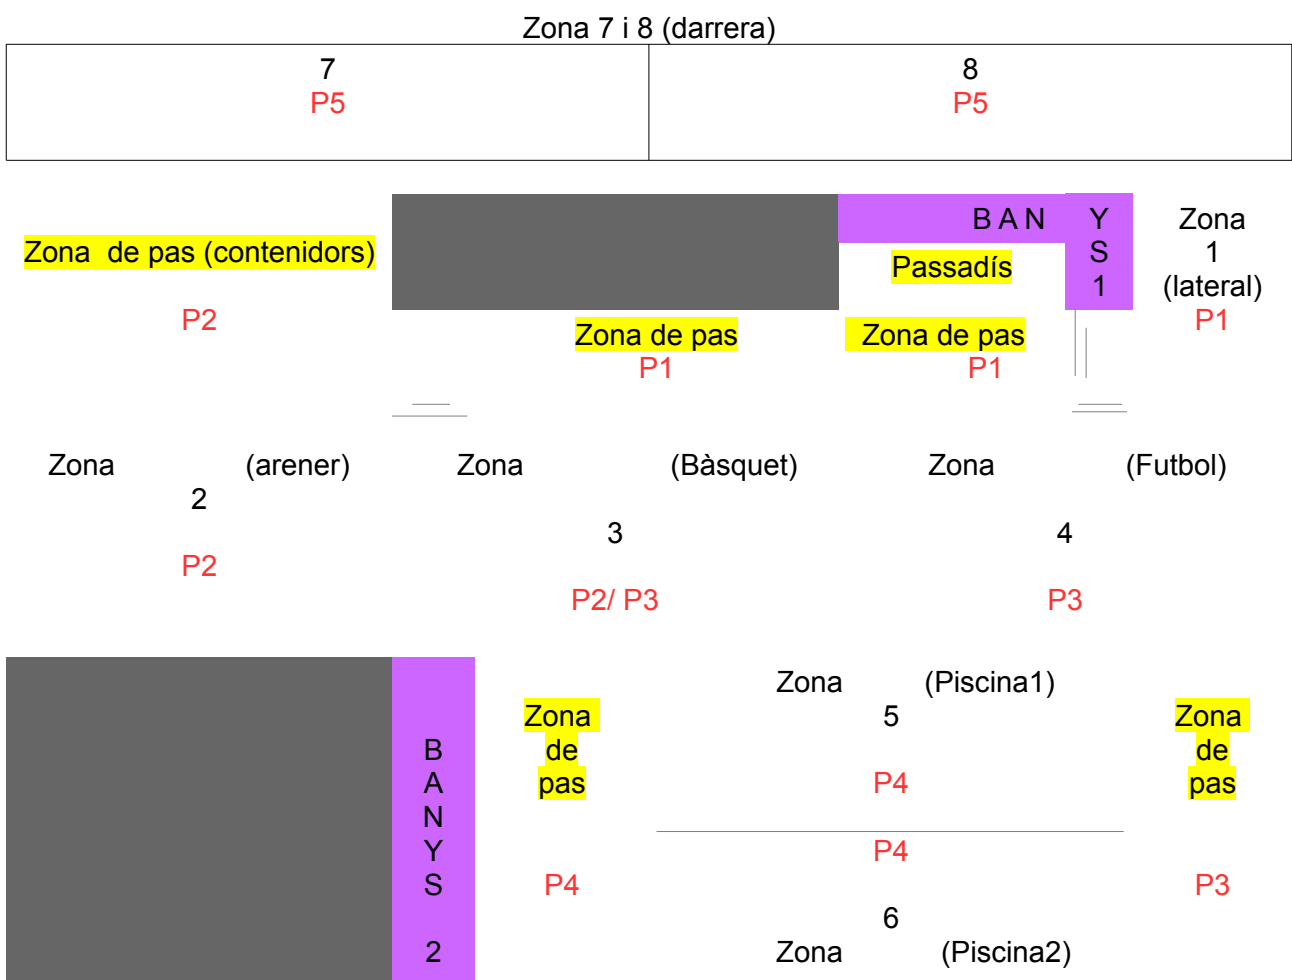 Zona 7 i 8 (darrera)
7
P5
8
P5
Zona de pas (contenidors)
P2
B A N
Y
S
1
Passadís
Zona
1
(lateral)
P1
Zona de pas
P1
Zona de pas
P1
Zona (arener)
2
P2
Zona (Bàsquet)
3
P2/ P3
Zona (Futbol)
4
P3
B
A
N
Y
S
2
Zona
de
pas
P4
Zona (Piscina1)
5
P4
P4
6
Zona (Piscina2)
Zona
de
pas
P3